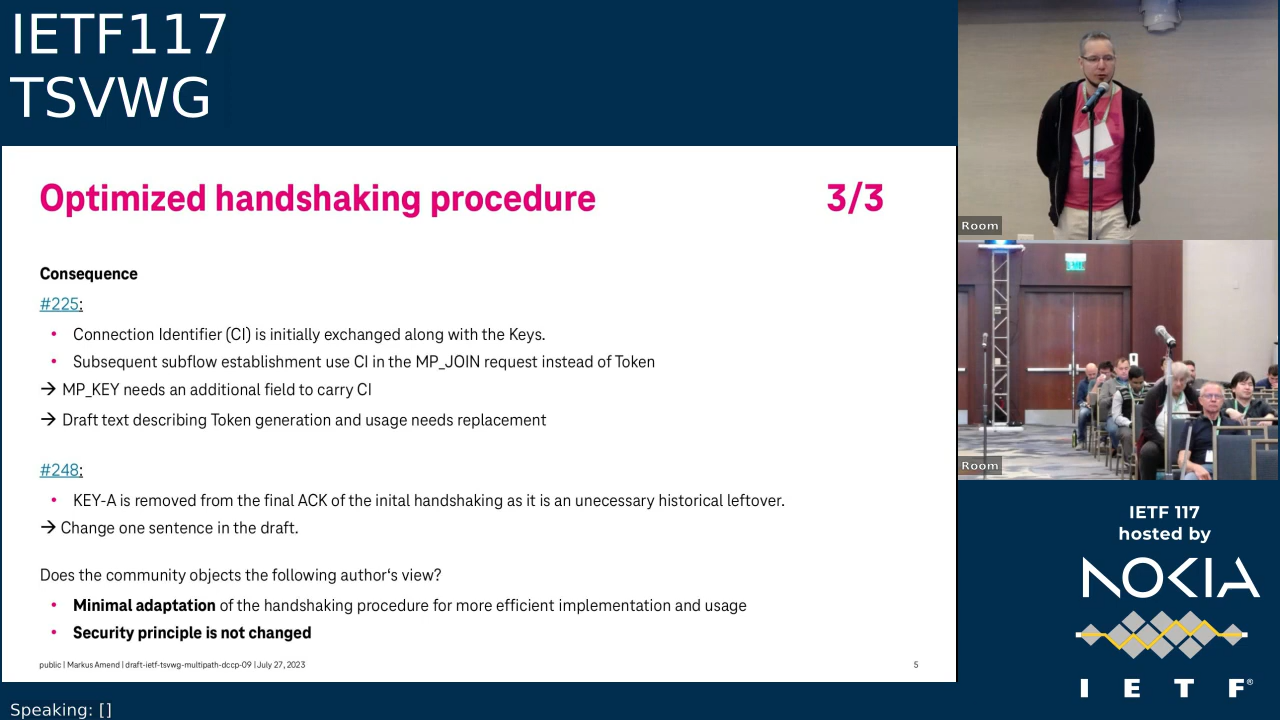 IETF117
TSVWG
Optimized handshaking procedure 3/3
Consequence
#225:
• Connection Identifier (CI) is initially exchanged along with the Keys.
• Subsequent subflow establishment use CI in the MP_JOIN request instead of Token
→ MP_KEY needs an additional field to carry CI
→ Draft text describing Token generation and usage needs replacement
#248:
• KEY-A is removed from the final ACK of the inital handshaking as it is an unecessary historical leftover.
→ Change one sentence in the draft.
Does the community objects the following author‘s view?
• Minimal adaptation of the handshaking procedure for more efficient implementation and usage
• Security principle is not changed
public | Markus Amend | draft-ietf-tsvwg-multipath-dccp-09 | July 27, 2023 5
Speaking: []
Room
Room
IETF 117
hosted by
NOKIA
I E T F®